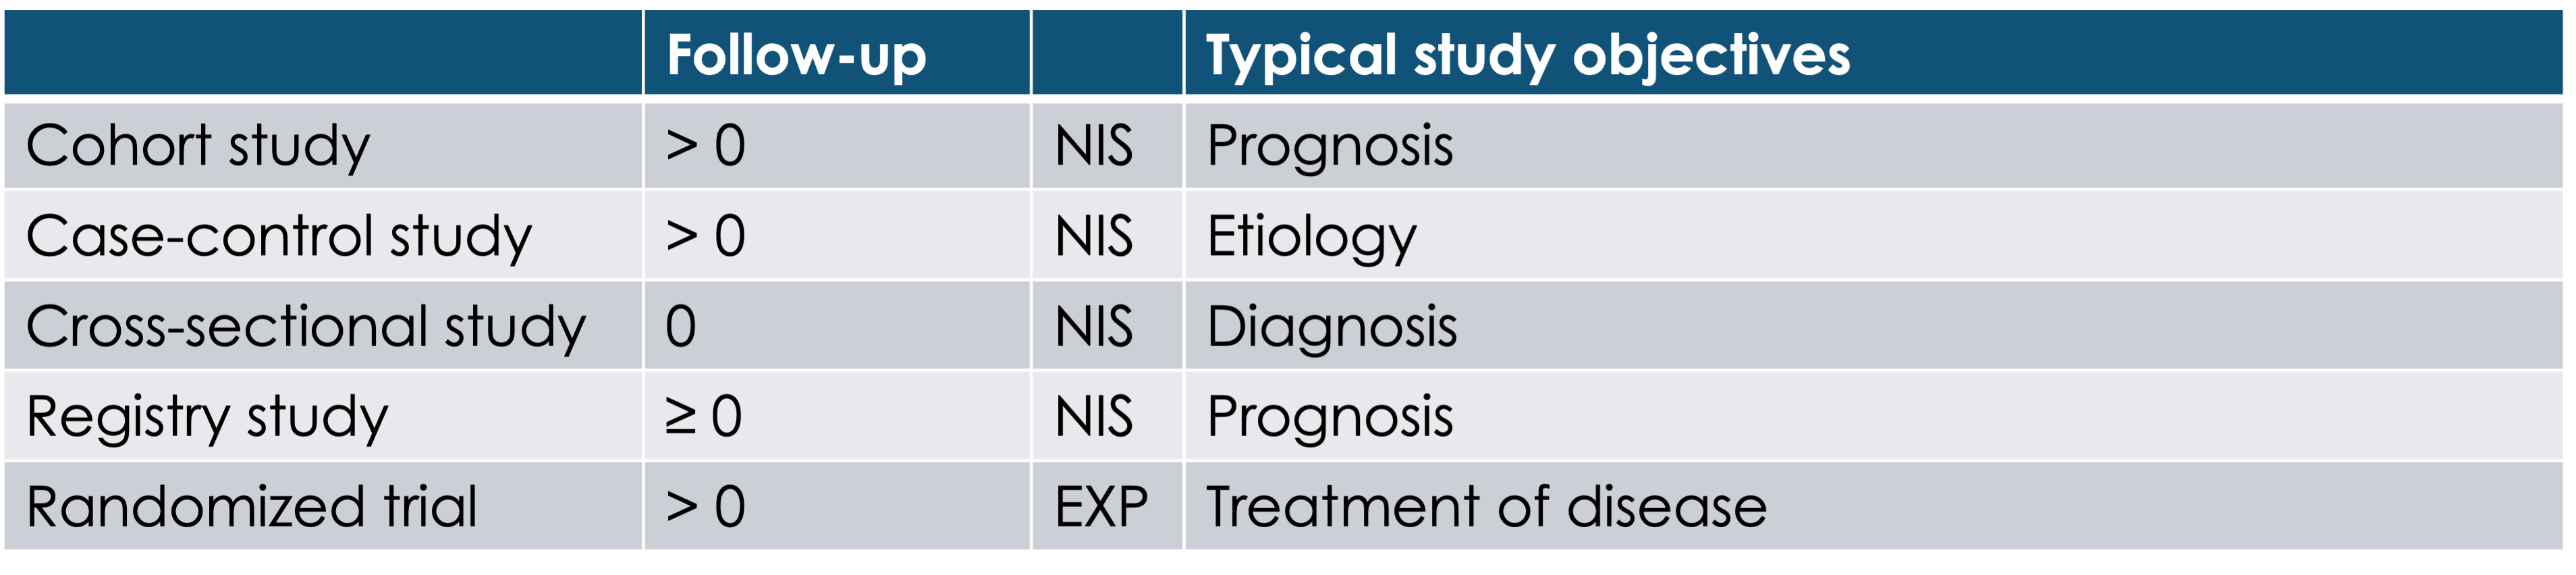 Follow-up Typical study objectives
Cohort study > 0 NIS Prognosis
Case-control study > 0 NIS Etiology
Cross-sectional study 0 NIS Diagnosis
Registry study ≥ 0 NIS Prognosis
Randomized trial > 0 EXP Treatment of disease